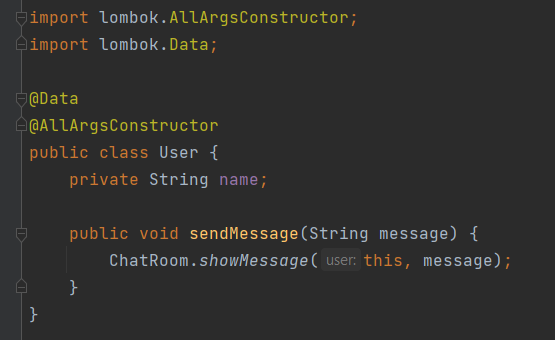 import lombok.AllArgsConstructor;
import lombok.Data;
@Data
@AllArgsConstructor
public class User {
private String name;
public void sendMessage(String message) {
ChatRoom.showMessage( user: this, message);
}
}